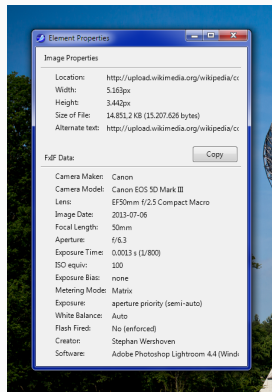 Element Properties
Image Properties
Location: http://upload.wikimedia.org/wikipedia/co
Width: 5.163px
Height: 3.442px
Size of File: 14.851,2 KB (15.207.626 bytes)
Alternate text: http://upload.wikimedia.org/wikipedia/co
FxIF Data:
Copy
Camera Maker: Canon
Camera Model: Canon EOS 5D Mark III
Lens: EF50mm f/2.5 Compact Macro
Image Date: 2013-07-06
Focal Length: 50mm
Aperture: f/6.3
Exposure Time: 0.0013 s (1/800)
ISO equiv: 100
Exposure Bias: none
Metering Mode: Matrix
Exposure: aperture priority (semi-auto)
White Balance: Auto
Flash Fired: No (enforced)
Creator: Stephan Wershoven
Software: Adobe Photoshop Lightroom 4.4 (Windo